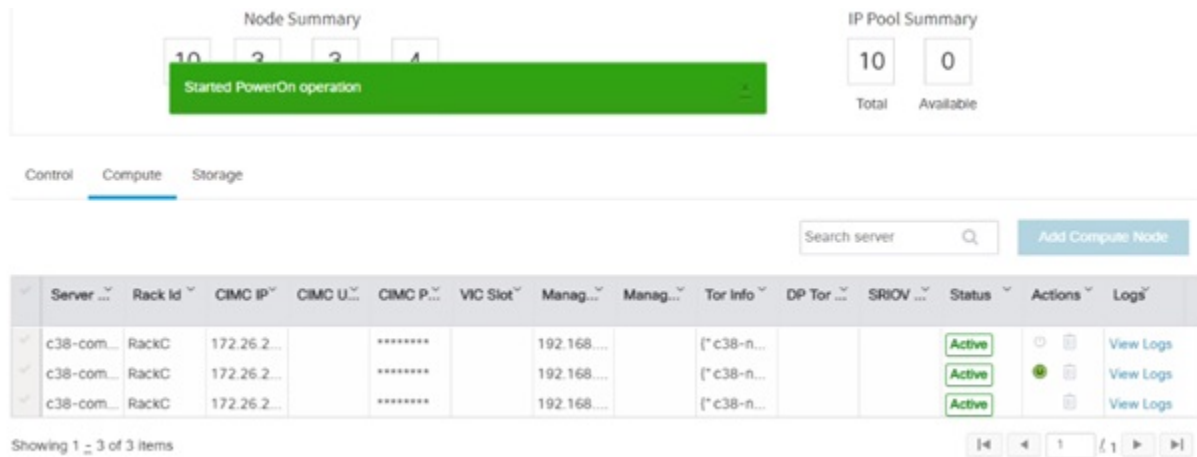 Node Summary
IP Pool Summary
10 3 3 4
10 0
Started PowerOn operation
x
Total Available
Control Compute Storage
Search server
Add Compute Node
Server ... Rack Id CIMC IP CIMC U... CIMC P... VIC Slot Manag... Manag... Tor Info DP Tor ... SRIOV ... Status Actions Logs
c38-com... RackC 172.26.2... ******** 192.168.... {"c38-n... Active View Logs
c38-com... RackC 172.26.2... ******** 192.168.... {"c38-n... Active View Logs
c38-com... RackC 172.26.2... ******** 192.168.... {"c38-n... Active View Logs
Showing 1 - 3 of 3 items
1 / 1